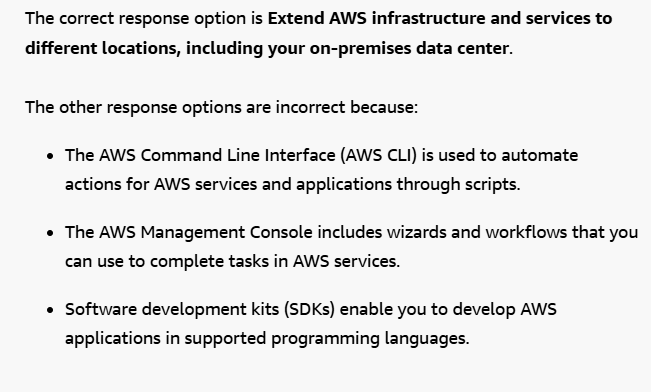 The correct response option is Extend AWS infrastructure and services to
different locations, including your on-premises data center.
The other response options are incorrect because:
• The AWS Command Line Interface (AWS CLI) is used to automate
actions for AWS services and applications through scripts.
• The AWS Management Console includes wizards and workflows that you
can use to complete tasks in AWS services.
• Software development kits (SDKs) enable you to develop AWS
applications in supported programming languages.